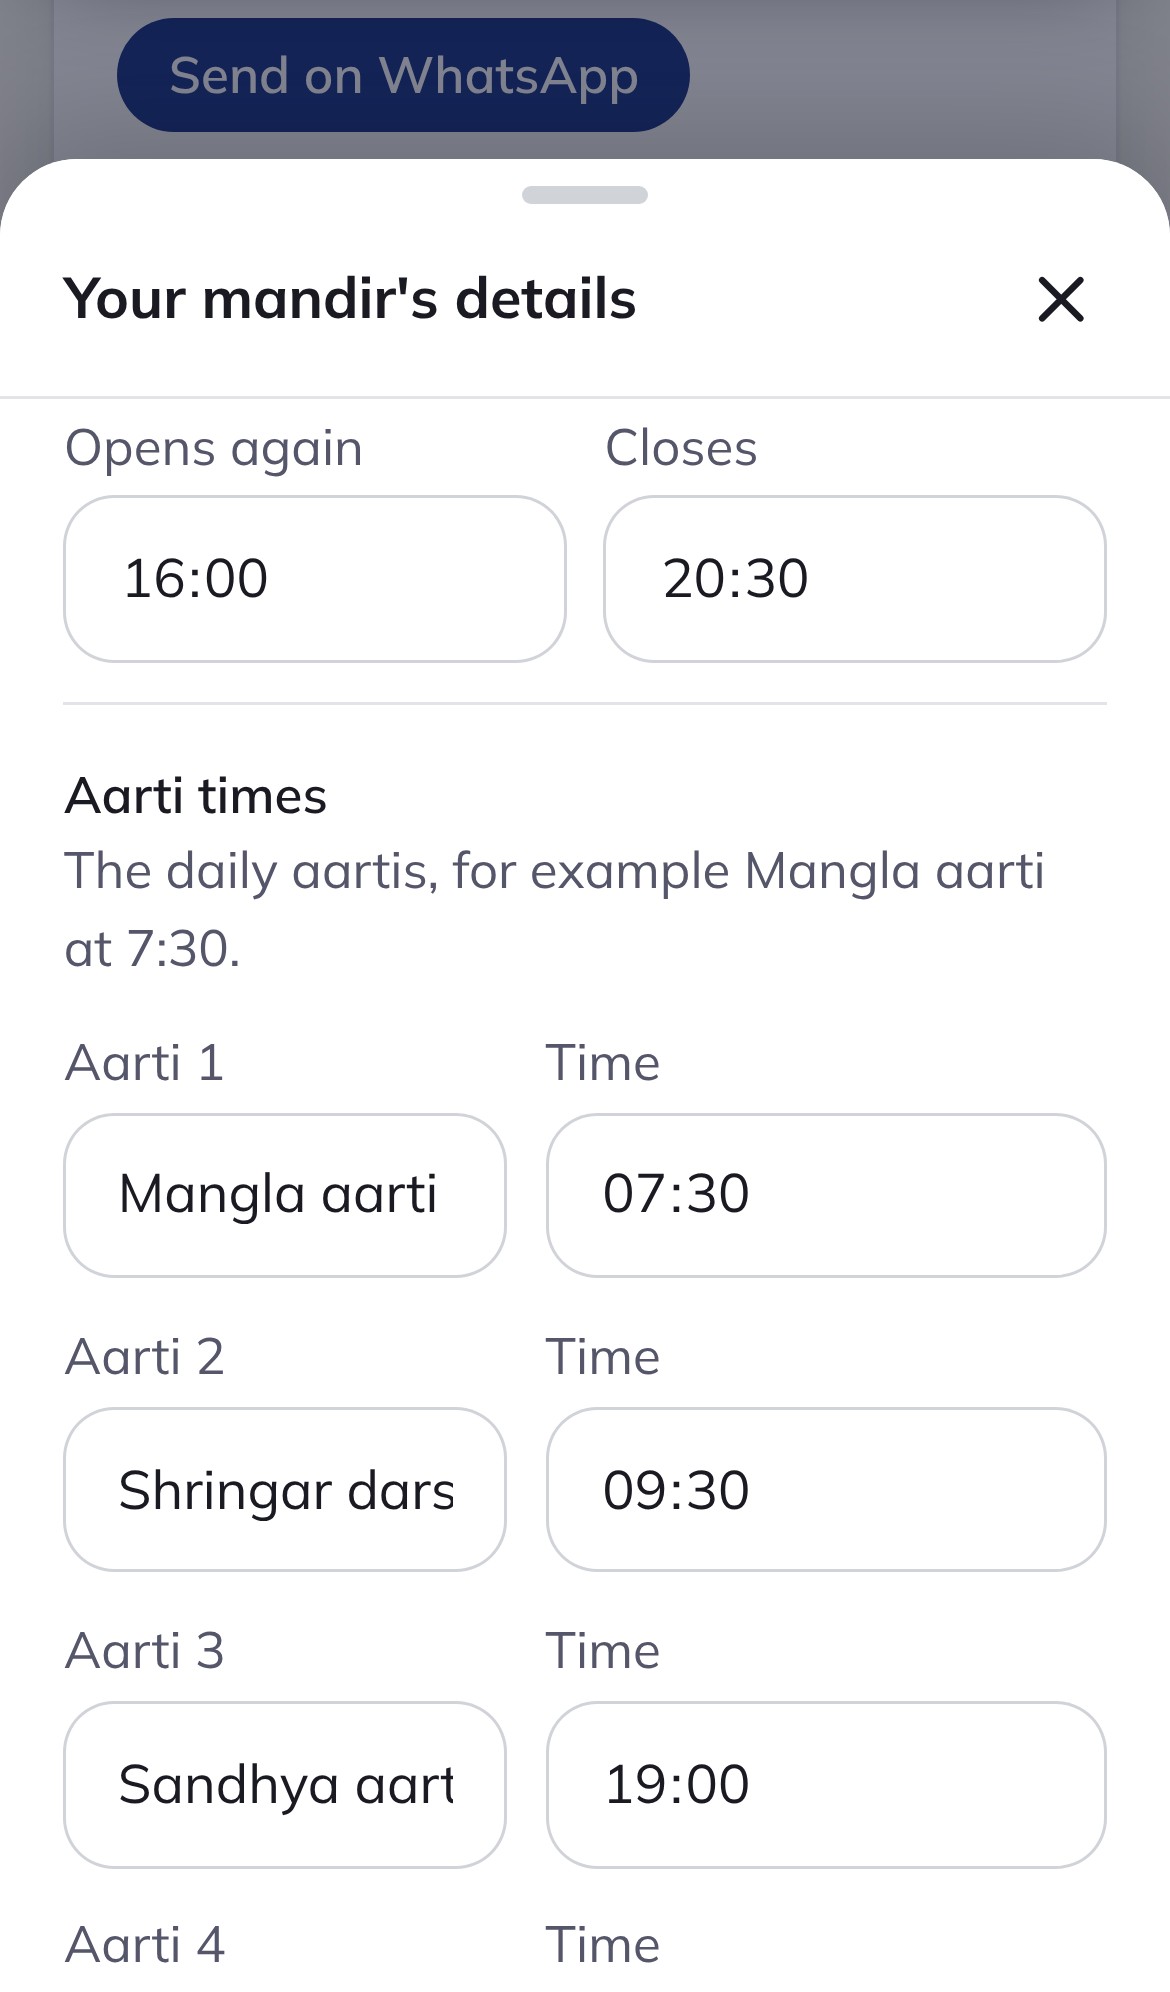 Send on WhatsApp
Your mandir's details
Opens again Closes
16:00 20:30
Aarti times
The daily aartis, for example Mangla aarti
at 7:30.
Aarti 1 Time
Mangla aarti 07:30
Aarti 2 Time
Shringar dars 09:30
Aarti 3 Time
Sandhya aart 19:00
Aarti 4 Time